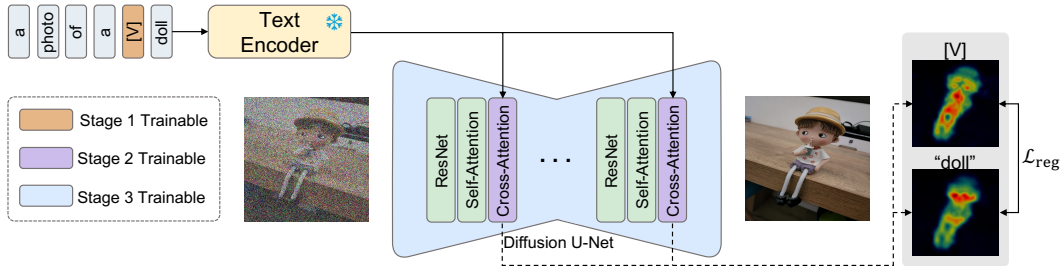 a
photo
of
a
[V]
doll
Text
Encoder
Stage 1 Trainable
Stage 2 Trainable
Stage 3 Trainable
ResNet
Self-Attention
Cross-Attention
...
ResNet
Self-Attention
Cross-Attention
Diffusion U-Net
[V]
"doll"
ℒreg